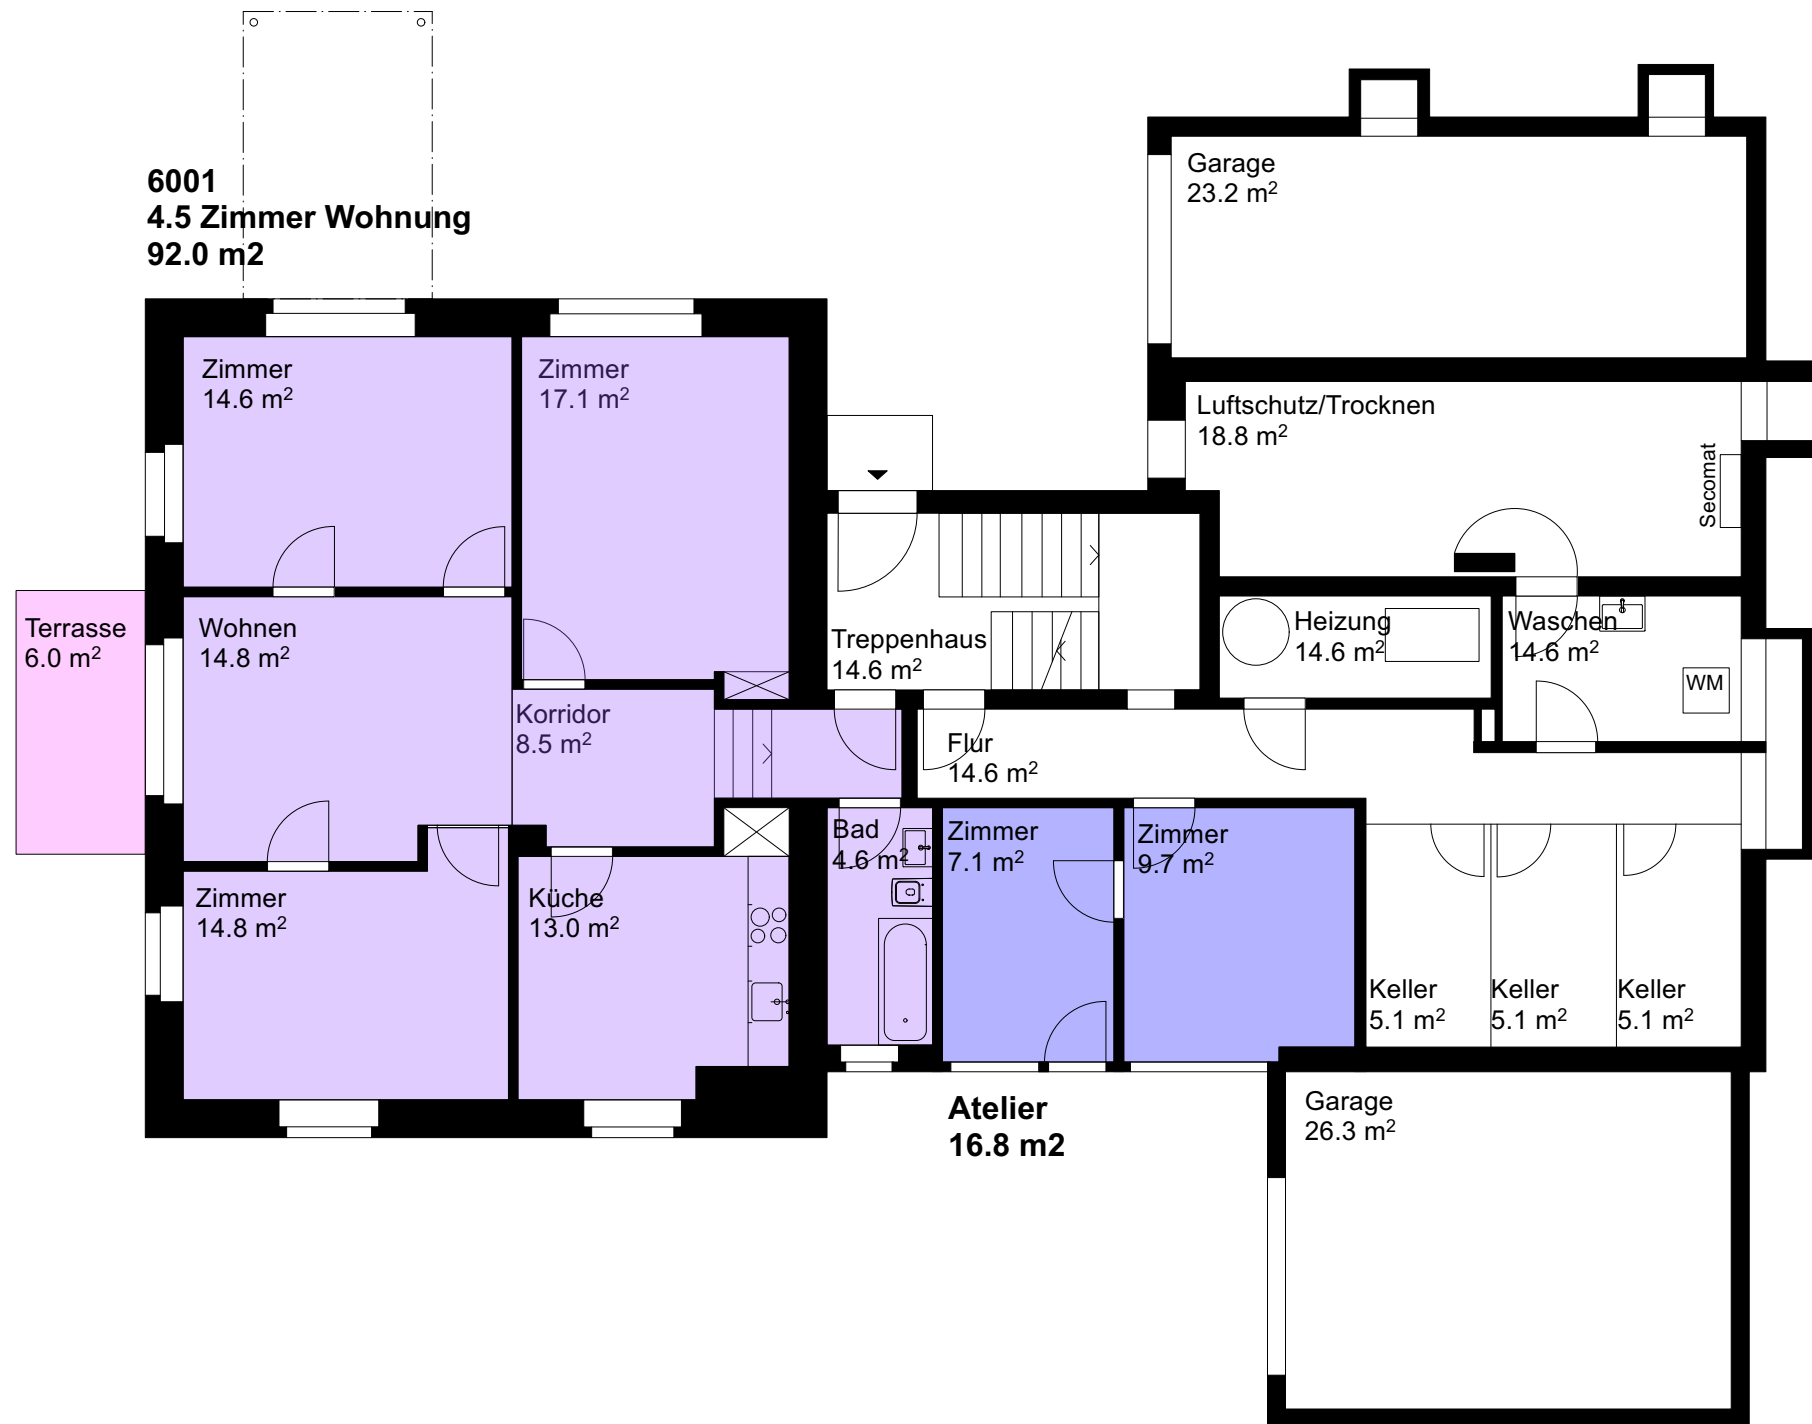 6001
4.5 Zimmer Wohnung
92.0 m2
Garage
23.2 m²
Zimmer
14.6 m²
Zimmer
17.1 m²
Luftschutz/Trocknen
18.8 m²
Secomat
Terrasse
6.0 m²
Wohnen
14.8 m²
Korridor
8.5 m²
Treppenhaus
14.6 m²
Heizung
14.6 m²
Waschen
14.6 m²
WM
Flur
14.6 m²
Zimmer
14.8 m²
Küche
13.0 m²
Bad
4.6 m²
Zimmer
7.1 m²
Zimmer
9.7 m²
Keller
5.1 m²
Keller
5.1 m²
Keller
5.1 m²
Atelier
16.8 m2
Garage
26.3 m²